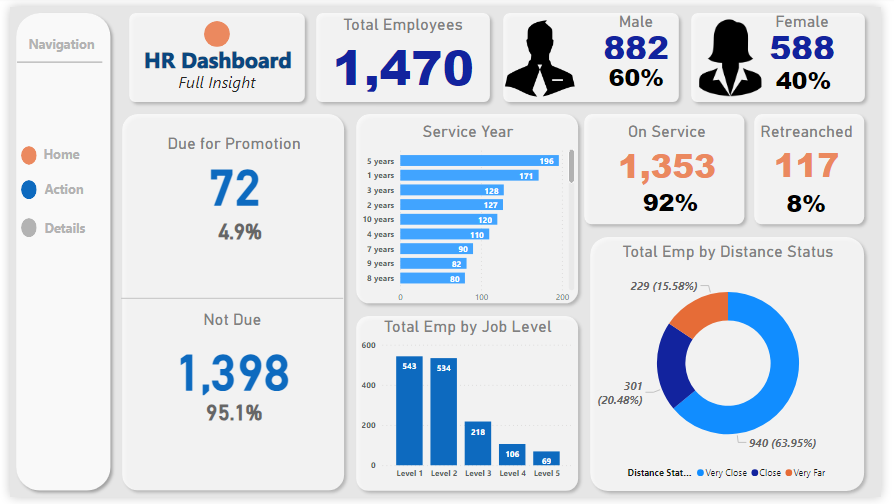 Navigation
Home
Action
Details
HR Dashboard
Full Insight
Total Employees
1,470
Male
882
60%
Female
588
40%
Due for Promotion
72
4.9%
Not Due
1,398
95.1%
Service Year
5 years 196
1 years 171
3 years 128
2 years 127
10 years 120
4 years 110
7 years 90
9 years 82
8 years 80
0 100 200
On Service
1,353
92%
Retreanched
117
8%
Total Emp by Job Level
600
400
200
0
543 534 218 106 69
Level 1 Level 2 Level 3 Level 4 Level 5
Total Emp by Distance Status
229 (15.58%)
301
(20.48%)
940 (63.95%)
Distance Stat... Very Close Close Very Far